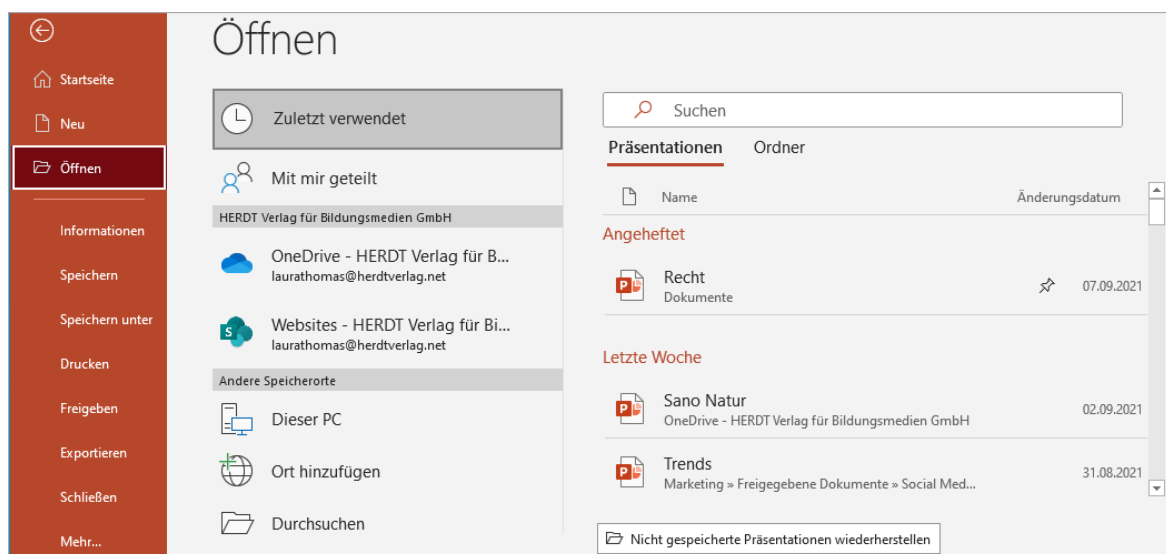 Öffnen
Startseite
Neu
Öffnen
Informationen
Speichern
Speichern unter
Drucken
Freigeben
Exportieren
Schließen
Mehr...
Zuletzt verwendet
Mit mir geteilt
HERDT Verlag für Bildungsmedien GmbH
OneDrive - HERDT Verlag für B...
laurathomas@herdtverlag.net
Websites - HERDT Verlag für Bi...
laurathomas@herdtverlag.net
Andere Speicherorte
Dieser PC
Ort hinzufügen
Durchsuchen
Suchen
Präsentationen Ordner
Name Änderungsdatum
Angeheftet
Recht
Dokumente
07.09.2021
Letzte Woche
Sano Natur
OneDrive - HERDT Verlag für Bildungsmedien GmbH
02.09.2021
Trends
Marketing » Freigegebene Dokumente » Social Med...
31.08.2021
Nicht gespeicherte Präsentationen wiederherstellen